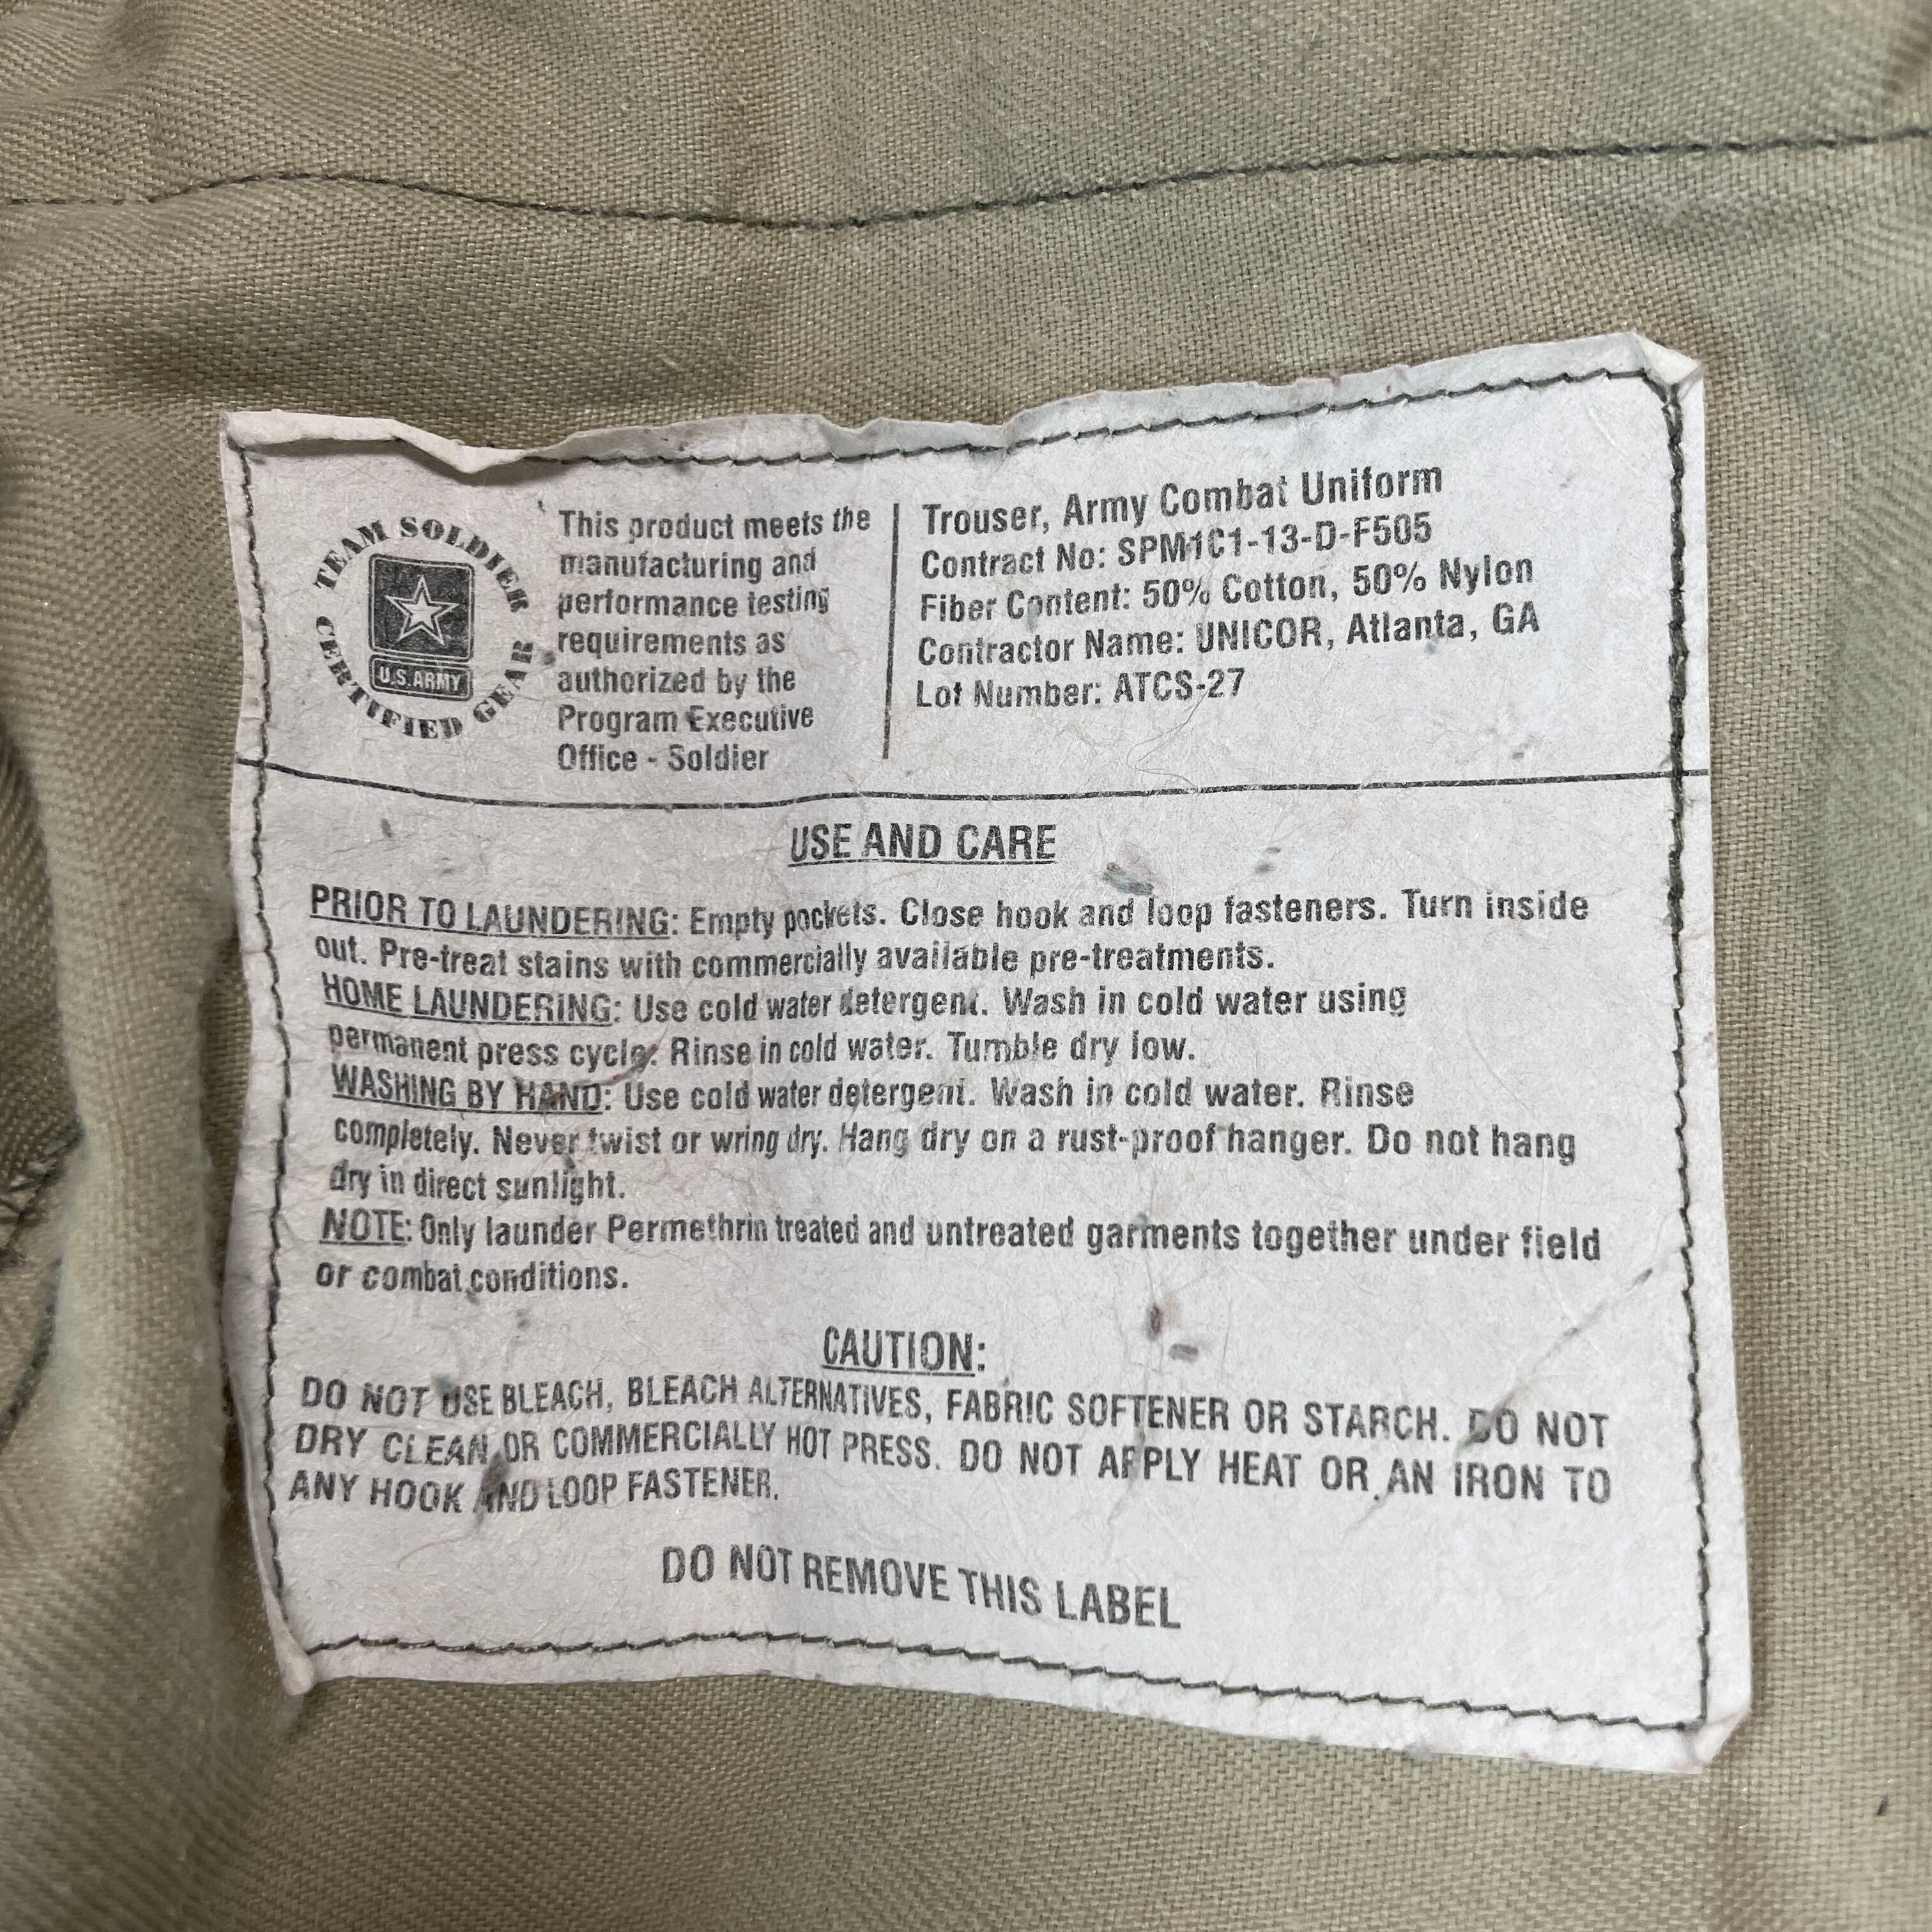 TEAM SOLDIER
CERTIFIED GEAR
U.S.ARMY
This product meets the
manufacturing and
performance testing
requirements as
authorized by the
Program Executive
Office - Soldier
Trouser, Army Combat Uniform
Contract No: SPM1C1-13-D-F505
Fiber Content: 50% Cotton, 50% Nylon
Contractor Name: UNICOR, Atlanta, GA
Lot Number: ATCS-27
USE AND CARE
PRIOR TO LAUNDERING: Empty pockets. Close hook and loop fasteners. Turn inside
out. Pre-treat stains with commercially available pre-treatments.
HOME LAUNDERING: Use cold water detergent. Wash in cold water using
permanent press cycle. Rinse in cold water. Tumble dry low.
WASHING BY HAND: Use cold water detergent. Wash in cold water. Rinse
completely. Never twist or wring dry. Hang dry on a rust-proof hanger. Do not hang
dry in direct sunlight.
NOTE: Only launder Permethrin treated and untreated garments together under field
or combat conditions.
CAUTION:
DO NOT USE BLEACH, BLEACH ALTERNATIVES, FABRIC SOFTENER OR STARCH. DO NOT
DRY CLEAN OR COMMERCIALLY HOT PRESS. DO NOT APPLY HEAT OR AN IRON TO
ANY HOOK AND LOOP FASTENER.
DO NOT REMOVE THIS LABEL